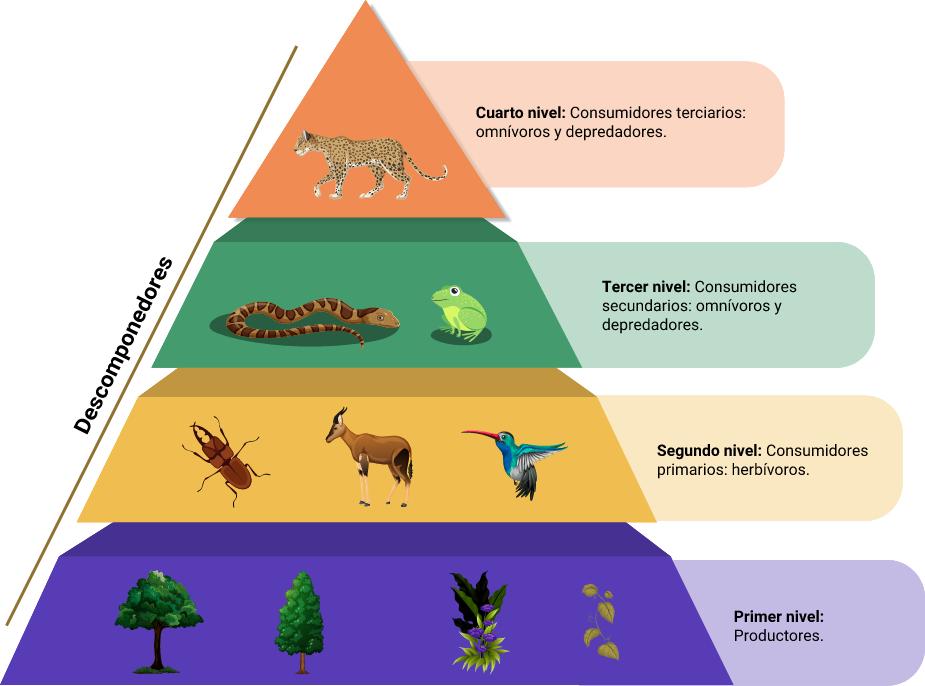 Cuarto nivel: Consumidores terciarios:
omnívoros y depredadores.
Descomponedores
Tercer nivel: Consumidores
secundarios: omnívoros y
depredadores.
Segundo nivel: Consumidores
primarios: herbívoros.
Primer nivel:
Productores.